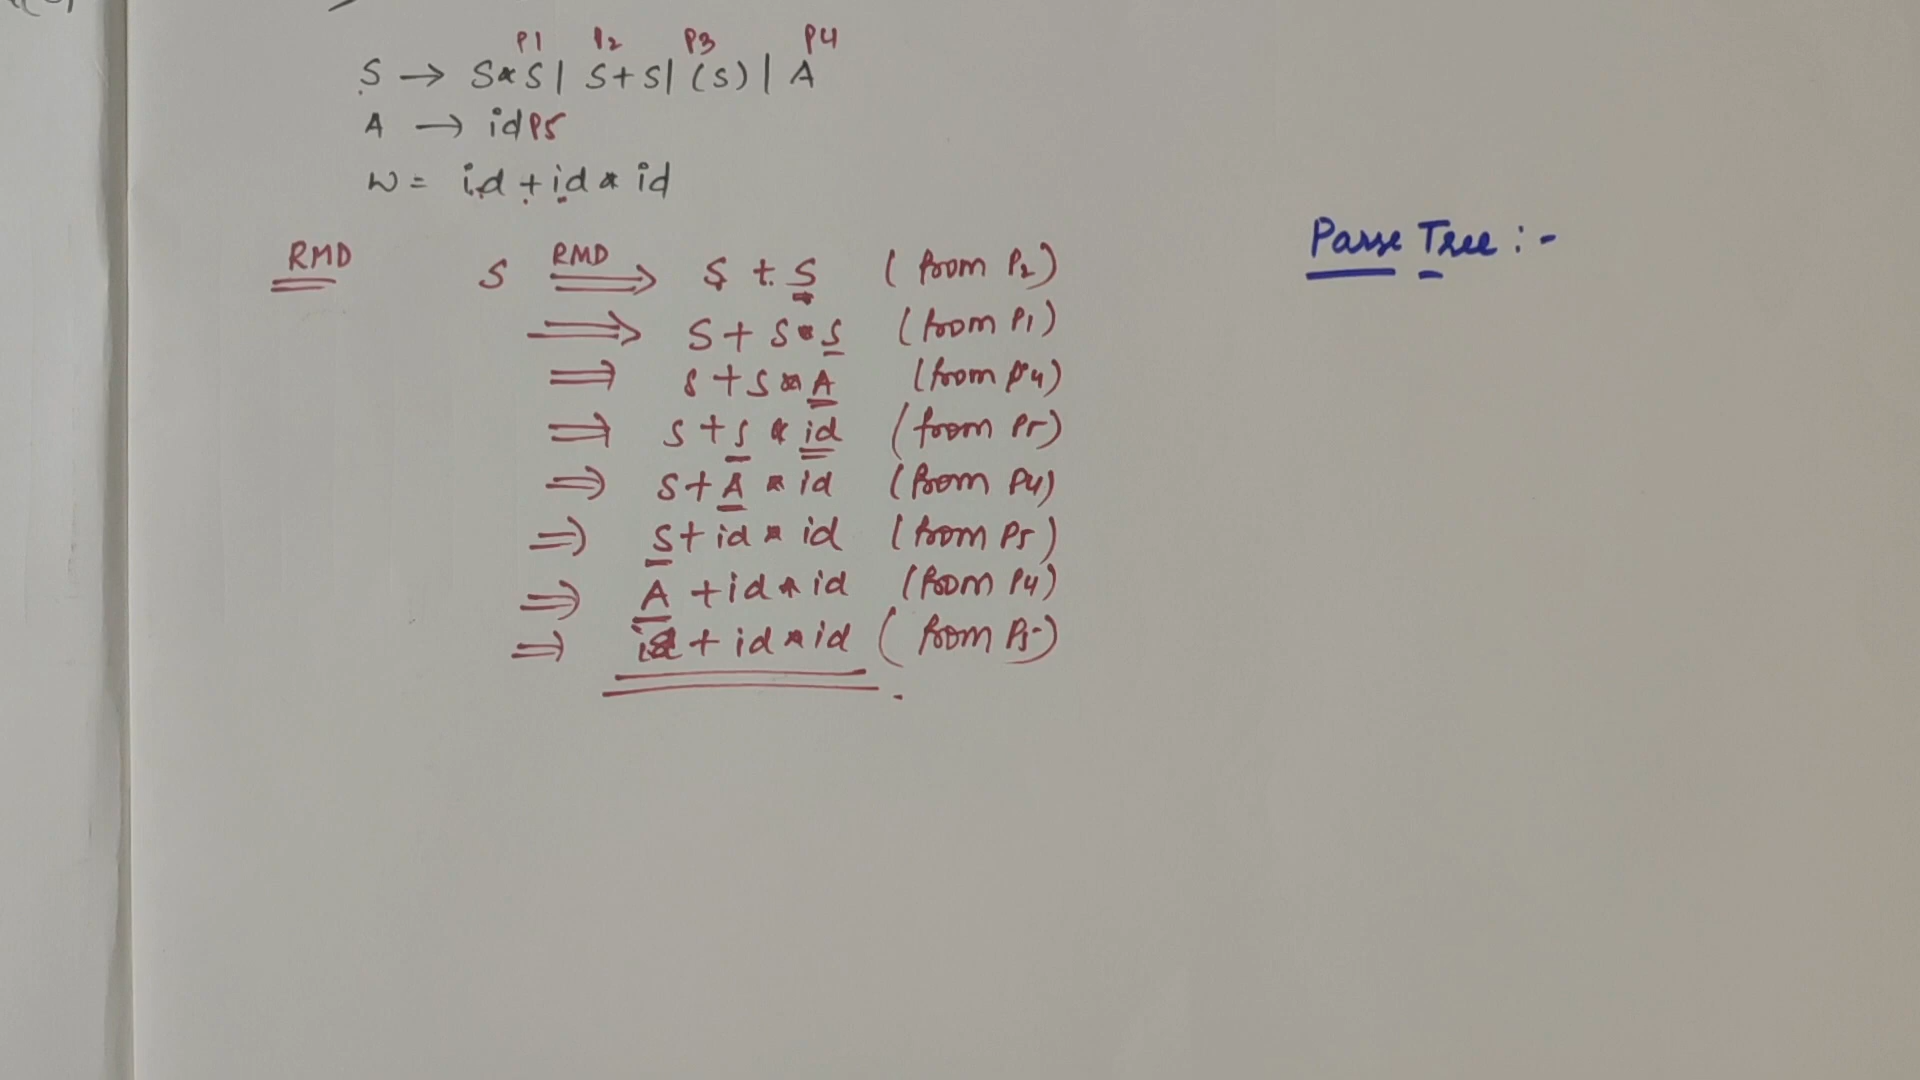 P1 P2 P3 P4
S → S*S | S+S | (S) | A
A → id P5
W = id + id * id
RMD S RMD ⟹ S + S (from P2)
⟹ S + S * S (from P1)
⟹ S + S * A (from P4)
⟹ S + S * id (from P5)
⟹ S + A * id (from P4)
⟹ S + id * id (from P5)
⟹ A + id * id (from P4)
⟹ id + id * id (from P5)
Parse Tree :-